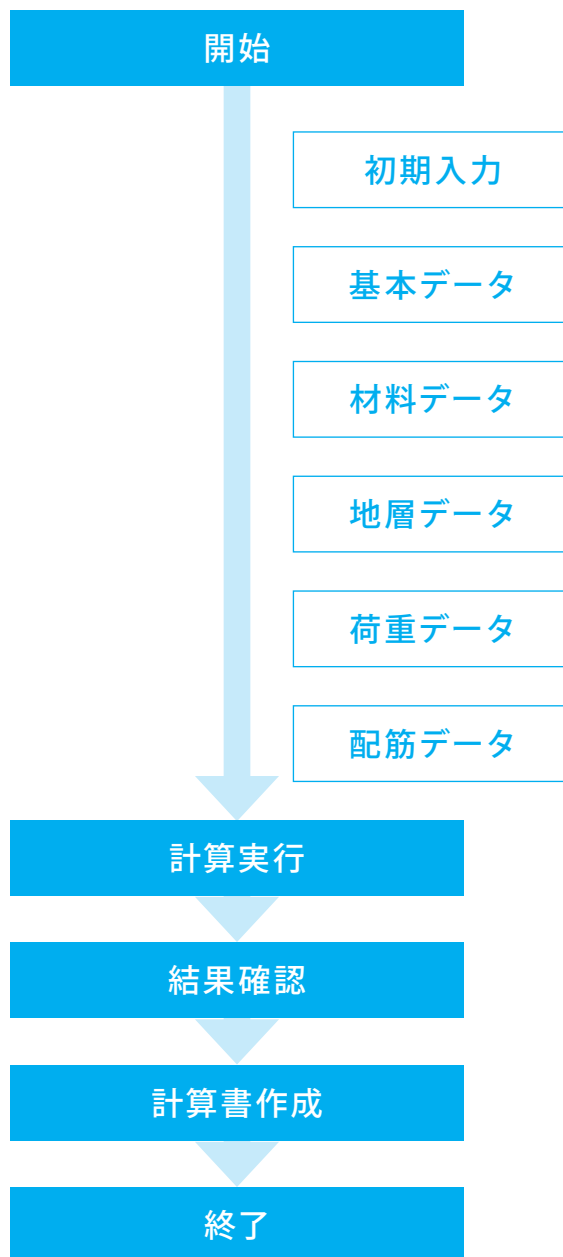 開始
初期入力
基本データ
材料データ
地層データ
荷重データ
配筋データ
計算実行
結果確認
計算書作成
終了